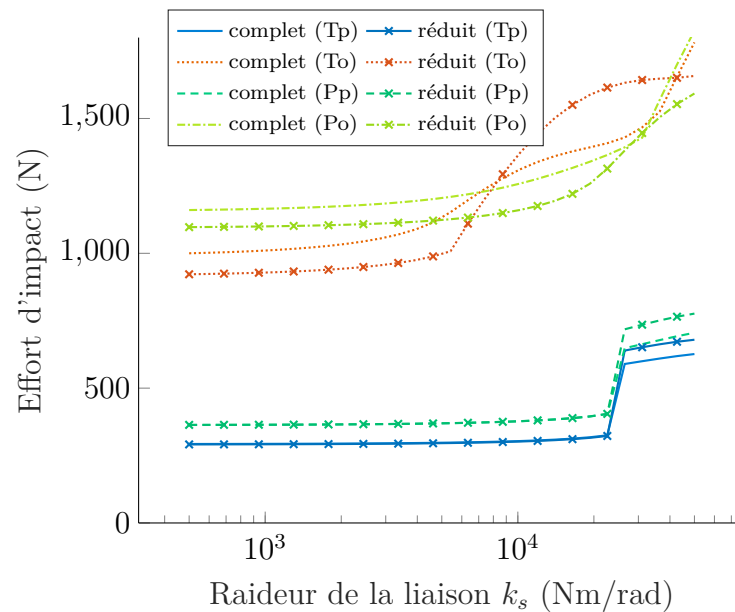 complet (Tp) réduit (Tp)
complet (To) réduit (To)
complet (Pp) réduit (Pp)
complet (Po) réduit (Po)
1,500
1,000
500
0
Effort d'impact (N)
10³ 10⁴
Raideur de la liaison kₛ (Nm/rad)